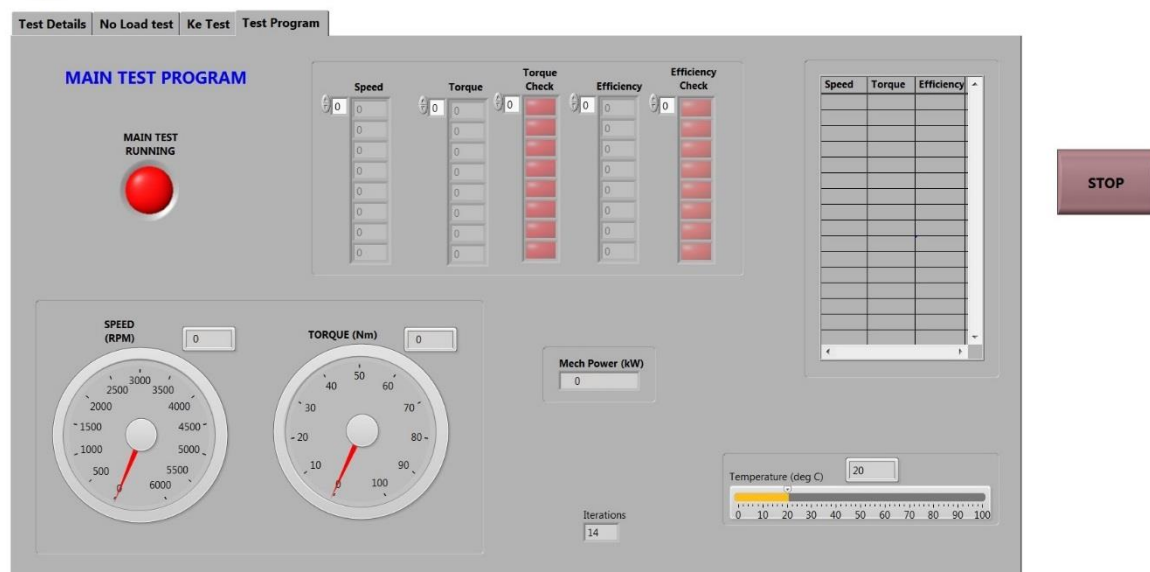 Test Details No Load test Ke Test Test Program
MAIN TEST PROGRAM
MAIN TEST
RUNNING
Speed Torque Torque Check Efficiency Efficiency Check
0 0 0 0 0
0 0 0
0 0 0
0 0 0
0 0 0
0 0 0
0 0 0
0 0 0
0 0 0
Speed Torque Efficiency
STOP
SPEED
(RPM)
0
0 500 1000 1500 2000 2500 3000 3500 4000 4500 5000 5500 6000
TORQUE (Nm)
0
0 10 20 30 40 50 60 70 80 90 100
Mech Power (kW)
0
Temperature (deg C)
20
0 10 20 30 40 50 60 70 80 90 100
Iterations
14